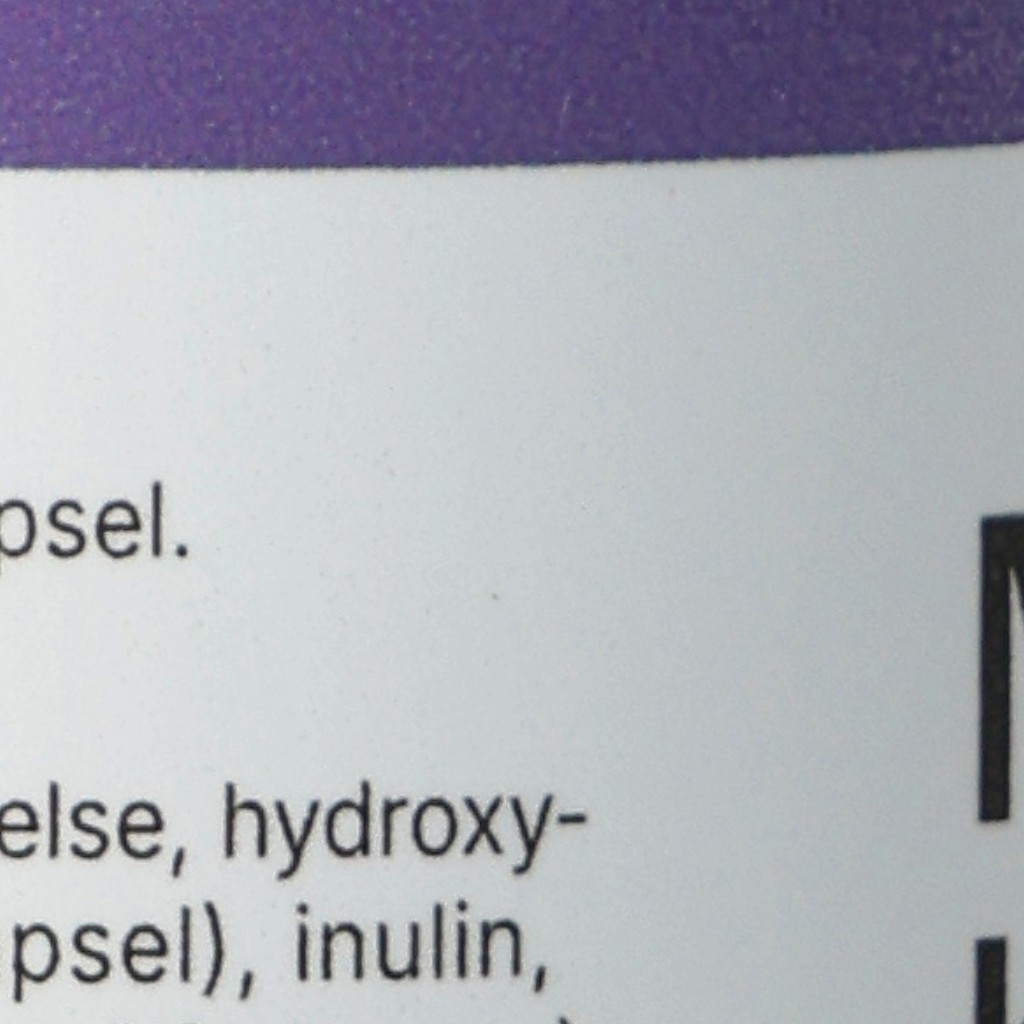 psel.
else, hydroxy-
psel), inulin,